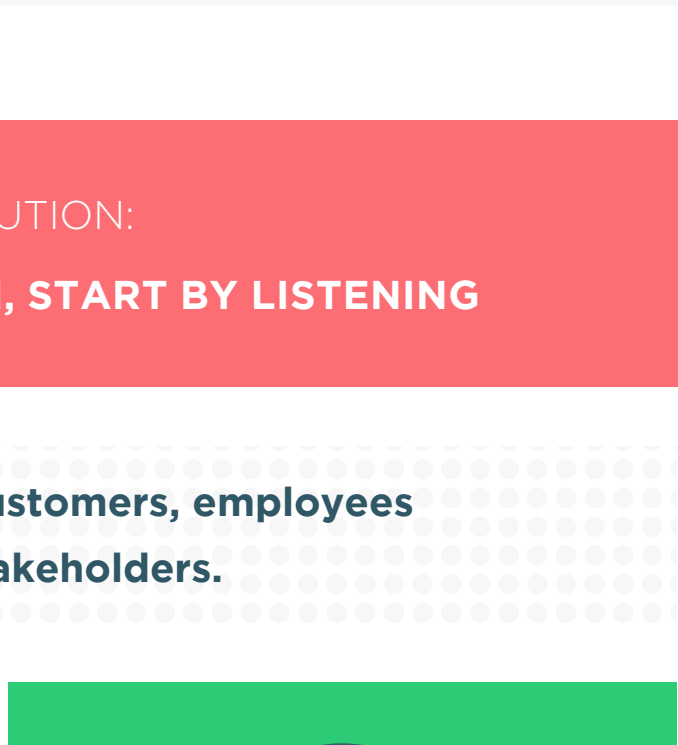 UTION:
, START BY LISTENING
ustomers, employees
akeholders.